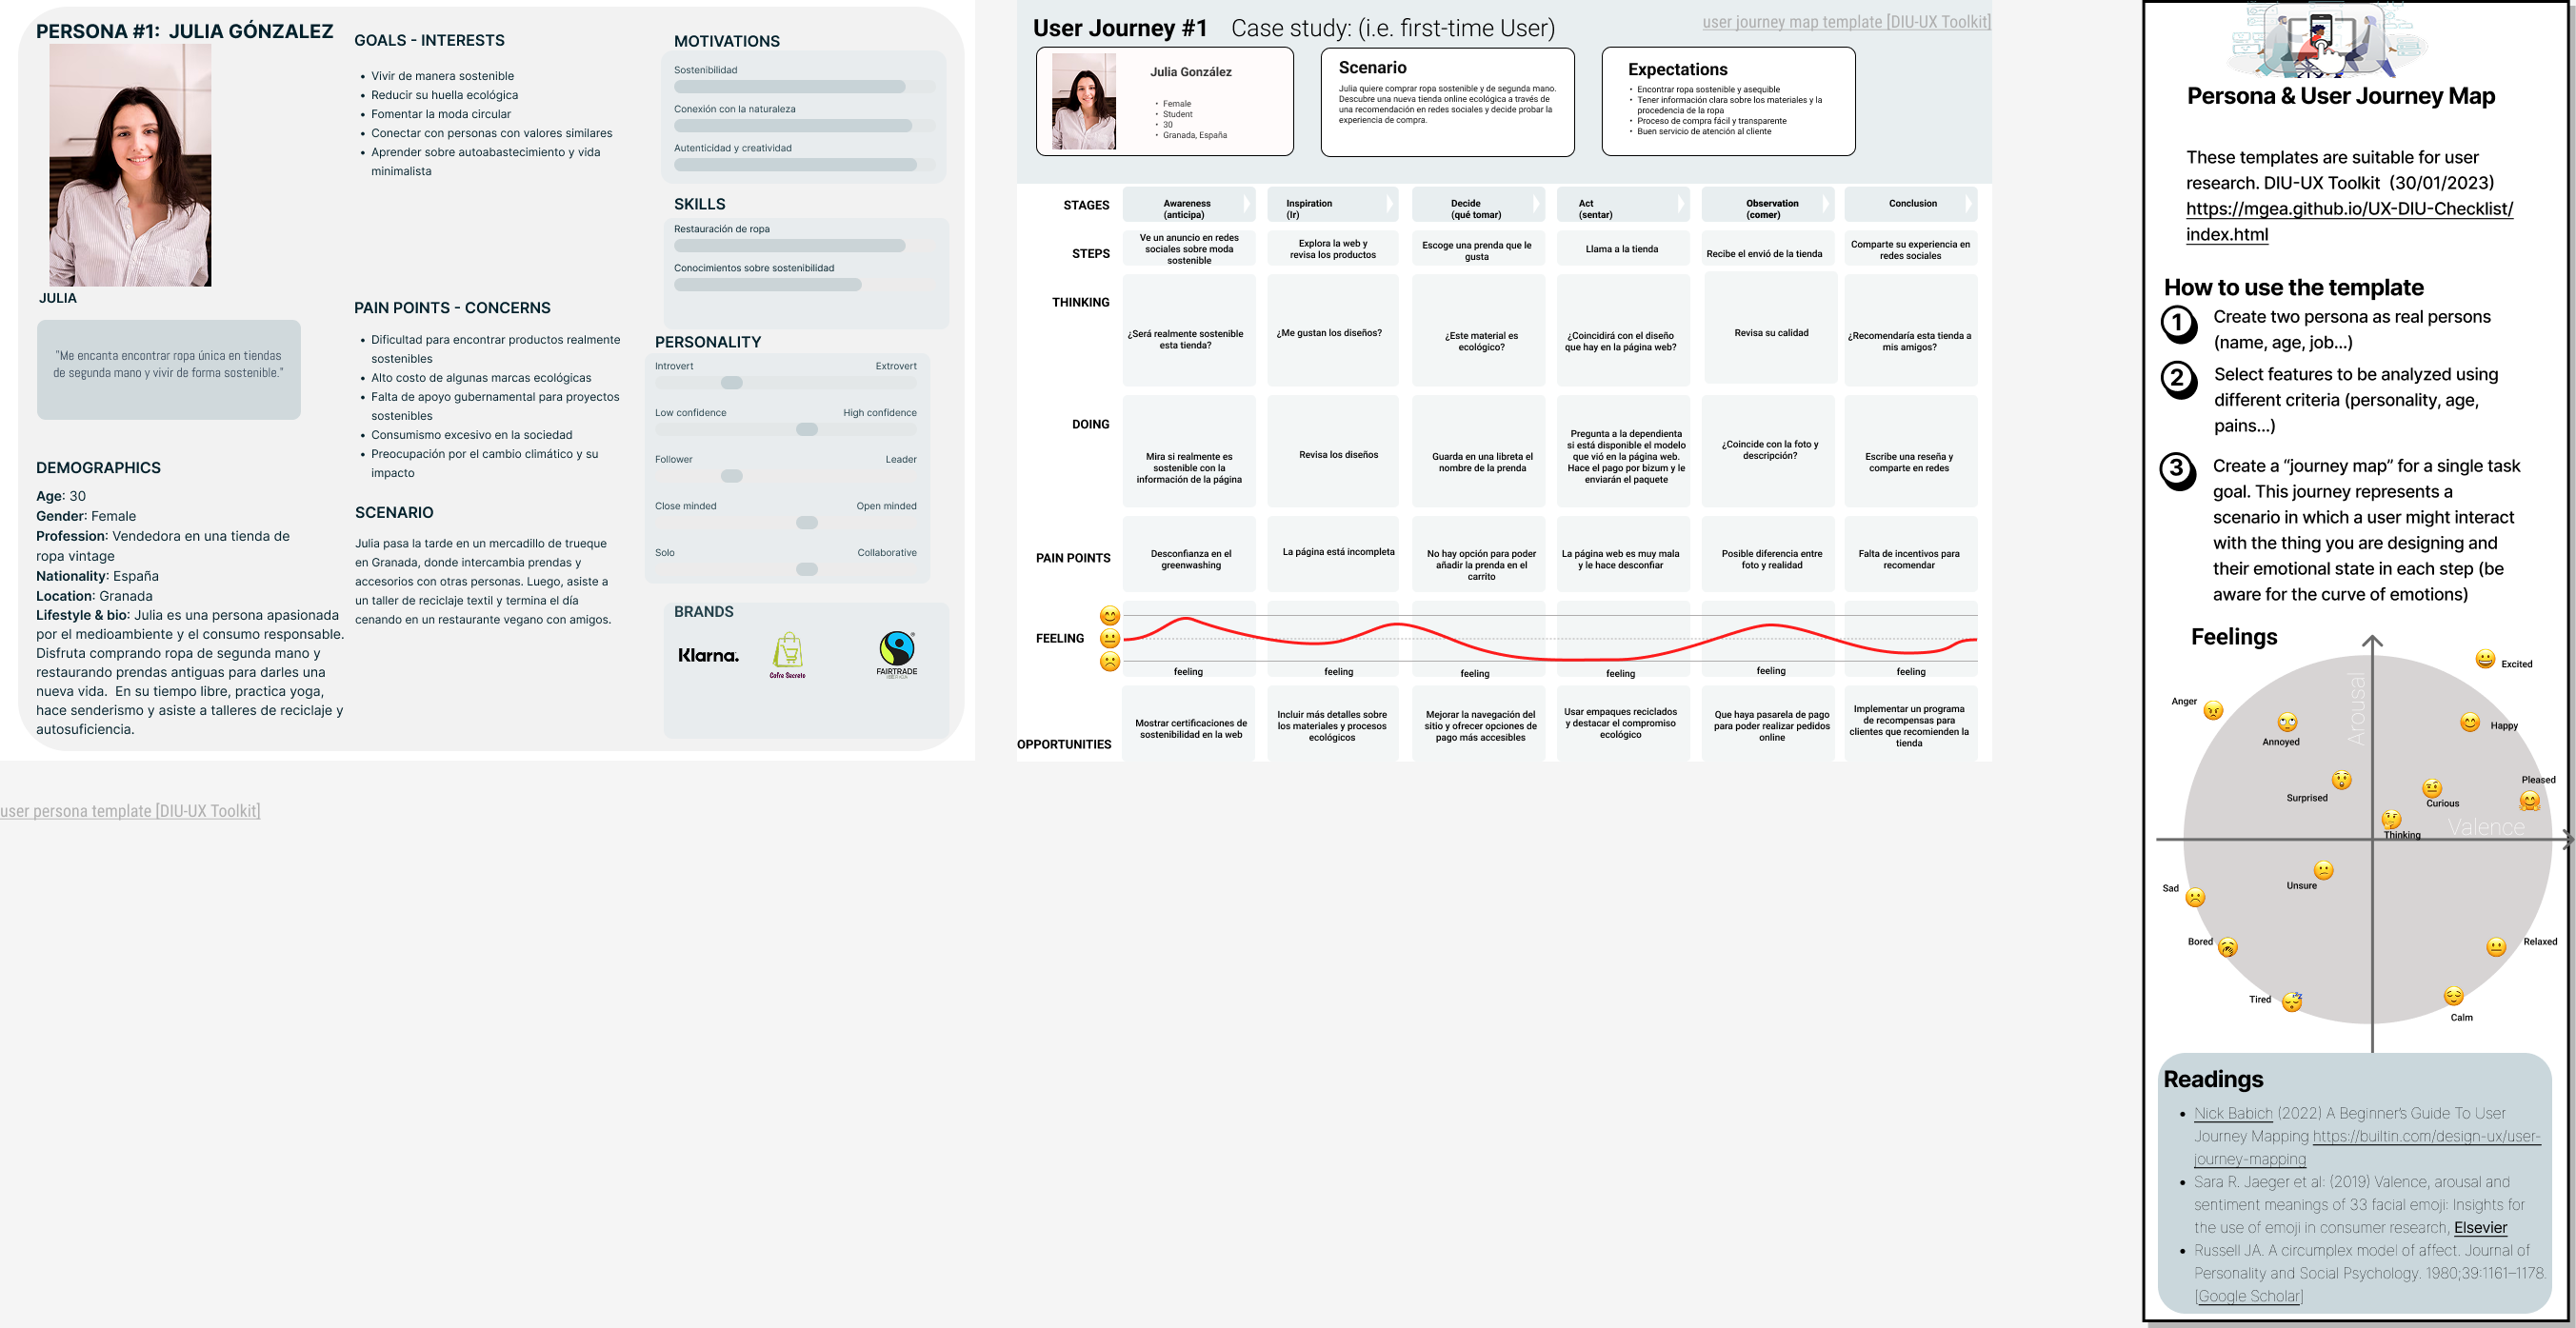 PERSONA #1:  JULIA GÓNZALEZ
JULIA
"Me encanta encontrar ropa única en tiendas
de segunda mano y vivir de forma sostenible."
DEMOGRAPHICS
Age: 30
Gender: Female
Profession: Vendedora en una tienda de
ropa vintage
Nationality: España
Location: Granada
Lifestyle & bio: Julia es una persona apasionada
por el medioambiente y el consumo responsable.
Disfruta comprando ropa de segunda mano y
restaurando prendas antiguas para darles una
nueva vida.  En su tiempo libre, practica yoga,
hace senderismo y asiste a talleres de reciclaje y
autosuficiencia.
GOALS - INTERESTS
• Vivir de manera sostenible
• Reducir su huella ecológica
• Fomentar la moda circular
• Conectar con personas con valores similares
• Aprender sobre autoabastecimiento y vida
minimalista
PAIN POINTS - CONCERNS
• Dificultad para encontrar productos realmente
sostenibles
• Alto costo de algunas marcas ecológicas
• Falta de apoyo gubernamental para proyectos
sostenibles
• Consumismo excesivo en la sociedad
• Preocupación por el cambio climático y su
impacto
SCENARIO
Julia pasa la tarde en un mercadillo de trueque
en Granada, donde intercambia prendas y
accesorios con otras personas. Luego, asiste a
un taller de reciclaje textil y termina el día
cenando en un restaurante vegano con amigos.
MOTIVATIONS
Sostenibilidad
Conexión con la naturaleza
Autenticidad y creatividad
SKILLS
Restauración de ropa
Conocimientos sobre sostenibilidad
PERSONALITY
Introvert Extrovert
Low confidence High confidence
Follower Leader
Close minded Open minded
Solo Collaborative
BRANDS
Klarna.
Cofre Secreto
FAIRTRADE
IBÉRICA
user persona template [DIU-UX Toolkit]
User Journey #1 Case study: (i.e. first-time User)
user journey map template [DIU-UX Toolkit]
Julia González
• Female
• Student
• 30
• Granada, España
Scenario
Julia quiere comprar ropa sostenible y de segunda mano.
Descubre una nueva tienda online ecológica a través de
una recomendación en redes sociales y decide probar la
experiencia de compra.
Expectations
• Encontrar ropa sostenible y asequible
• Tener información clara sobre los materiales y la
procedencia de la ropa
• Proceso de compra fácil y transparente
• Buen servicio de atención al cliente
STAGES
Awareness
(anticipa)
Inspiration
(Ir)
Decide
(qué tomar)
Act
(sentar)
Observation
(comer)
Conclusion
STEPS
Ve un anuncio en redes
sociales sobre moda
sostenible
Explora la web y
revisa los productos
Escoge una prenda que le
gusta
Llama a la tienda
Recibe el envió de la tienda
Comparte su experiencia en
redes sociales
THINKING
¿Será realmente sostenible
esta tienda?
¿Me gustan los diseños?
¿Este material es
ecológico?
¿Coincidirá con el diseño
que hay en la página web?
Revisa su calidad
¿Recomendaría esta tienda a
mis amigos?
DOING
Mira si realmente es
sostenible con la
información de la página
Revisa los diseños
Guarda en una libreta el
nombre de la prenda
Pregunta a la dependienta
si está disponible el modelo
que vió en la página web.
Hace el pago por bizum y le
enviarán el paquete
¿Coincide con la foto y
descripción?
Escribe una reseña y
comparte en redes
PAIN POINTS
Desconfianza en el
greenwashing
La página está incompleta
No hay opción para poder
añadir la prenda en el
carrito
La página web es muy mala
y le hace desconfiar
Posible diferencia entre
foto y realidad
Falta de incentivos para
recomendar
FEELING
feeling feeling feeling feeling feeling feeling
OPPORTUNITIES
Mostrar certificaciones de
sostenibilidad en la web
Incluir más detalles sobre
los materiales y procesos
ecológicos
Mejorar la navegación del
sitio y ofrecer opciones de
pago más accesibles
Usar empaques reciclados
y destacar el compromiso
ecológico
Que haya pasarela de pago
para poder realizar pedidos
online
Implementar un programa
de recompensas para
clientes que recomienden la
tienda
Persona & User Journey Map
These templates are suitable for user
research. DIU-UX Toolkit  (30/01/2023)
https://mgea.github.io/UX-DIU-Checklist/
index.html
How to use the template
1 Create two persona as real persons
(name, age, job...)
2 Select features to be analyzed using
different criteria (personality, age,
pains...)
3 Create a “journey map” for a single task
goal. This journey represents a
scenario in which a user might interact
with the thing you are designing and
their emotional state in each step (be
aware for the curve of emotions)
Feelings
Arousal
Valence
Excited
Anger
Happy
Annoyed
Pleased
Surprised
Curious
Thinking
Unsure
Sad
Bored
Relaxed
Tired
Calm
Readings
• Nick Babich (2022) A Beginner’s Guide To User
Journey Mapping https://builtin.com/design-ux/user-
journey-mapping
• Sara R. Jaeger et al: (2019) Valence, arousal and
sentiment meanings of 33 facial emoji: Insights for
the use of emoji in consumer research, Elsevier
• Russell JA. A circumplex model of affect. Journal of
Personality and Social Psychology. 1980;39:1161–1178.
[Google Scholar]